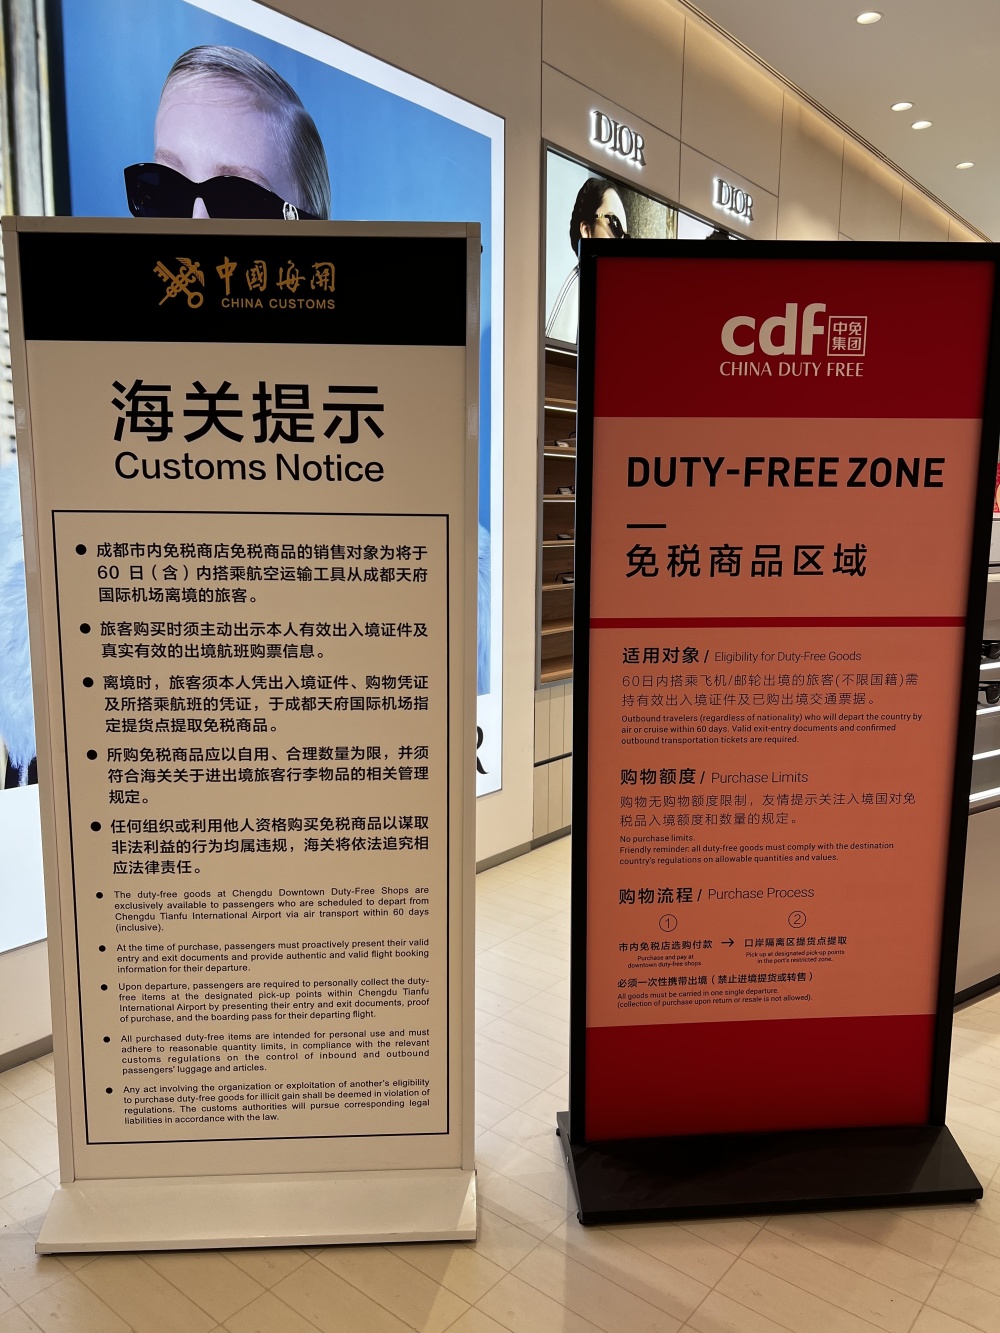 DIOR
DIOR
中國海關
CHINA CUSTOMS
海关提示
Customs Notice
● 成都市内免税商店免税商品的销售对象为将于
60 日（含）内搭乘航空运输工具从成都天府
国际机场离境的旅客。
● 旅客购买时须主动出示本人有效出入境证件及
真实有效的出境航班购票信息。
● 离境时，旅客须本人凭出入境证件、购物凭证
及所搭乘航班的凭证，于成都天府国际机场指
定提货点提取免税商品。
● 所购免税商品应以自用、合理数量为限，并须
符合海关关于进出境旅客行李物品的相关管理
规定。
● 任何组织或利用他人资格购买免税商品以谋取
非法利益的行为均属违规，海关将依法追究相
应法律责任。
● The duty-free goods at Chengdu Downtown Duty-Free Shops are
exclusively available to passengers who are scheduled to depart from
Chengdu Tianfu International Airport via air transport within 60 days
(inclusive).
● At the time of purchase, passengers must proactively present their valid
entry and exit documents and provide authentic and valid flight booking
information for their departure.
● Upon departure, passengers are required to personally collect the duty-
free items at the designated pick-up points within Chengdu Tianfu
International Airport by presenting their entry and exit documents, proof
of purchase, and the boarding pass for their departing flight.
● All purchased duty-free items are intended for personal use and must
adhere to reasonable quantity limits, in compliance with the relevant
customs regulations on the control of inbound and outbound
passengers' luggage and articles.
● Any act involving the organization or exploitation of another's eligibility
to purchase duty-free goods for illicit gain shall be deemed in violation of
regulations. The customs authorities will pursue corresponding legal
liabilities in accordance with the law.
R
cdf 中免集团
CHINA DUTY FREE
DUTY-FREE ZONE
免税商品区域
适用对象 / Eligibility for Duty-Free Goods
60日内搭乘飞机/邮轮出境的旅客(不限国籍)需
持有效出入境证件及已购出境交通票据。
Outbound travelers (regardless of nationality) who will depart the country by
air or cruise within 60 days. Valid exit-entry documents and confirmed
outbound transportation tickets are required.
购物额度 / Purchase Limits
购物无购物额度限制，友情提示关注入境国对免
税品入境额度和数量的规定。
No purchase limits.
Friendly reminder: all duty-free goods must comply with the destination
country's regulations on allowable quantities and values.
购物流程 / Purchase Process
① ②
市内免税店选购付款 → 口岸隔离区提货点提取
Purchase and pay at
downtown duty-free shops
Pick up at designated pick-up points
in the port's restricted zone.
必须一次性携带出境（禁止进境提货或转售）
All goods must be carried in one single departure.
(collection of purchase upon return or resale is not allowed).